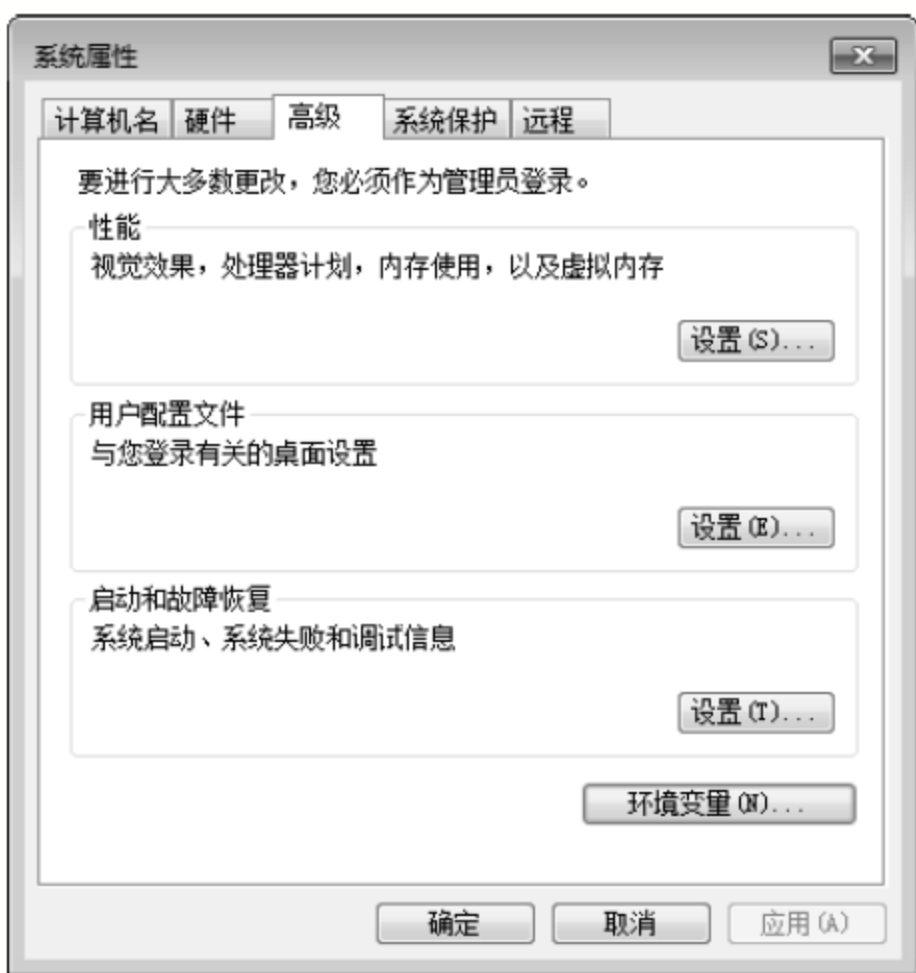 系统属性
计算机名 硬件 高级 系统保护 远程
要进行大多数更改，您必须作为管理员登录。
性能
视觉效果，处理器计划，内存使用，以及虚拟内存
设置(S)...
用户配置文件
与您登录有关的桌面设置
设置(E)...
启动和故障恢复
系统启动、系统失败和调试信息
设置(T)...
环境变量(N)...
确定 取消 应用(A)